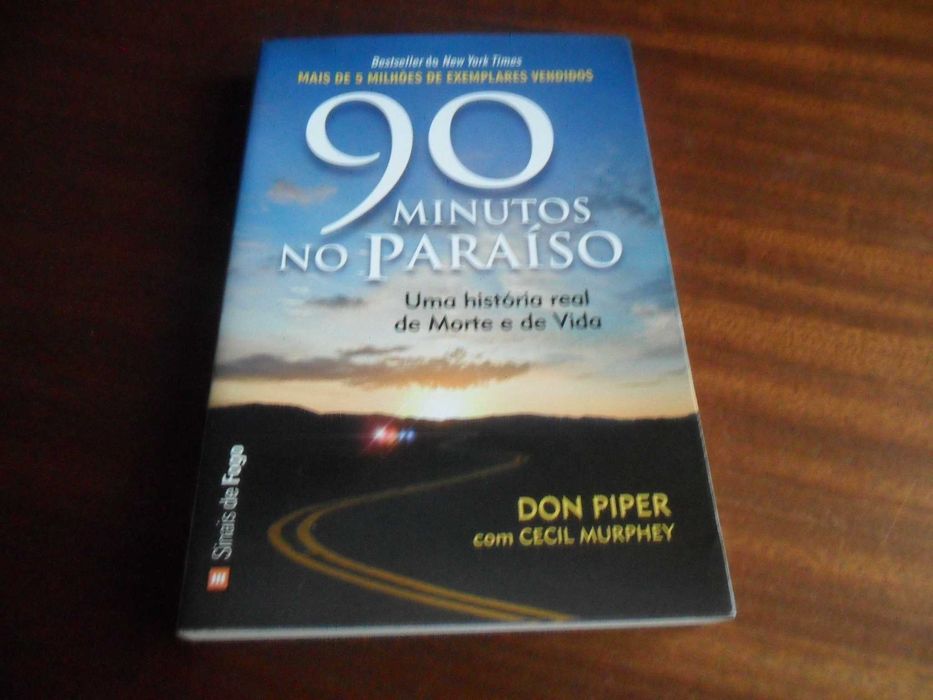 Bestseller do New York Times
MAIS DE 5 MILHÕES DE EXEMPLARES VENDIDOS
90
MINUTOS
NO PARAÍSO
Uma história real
de Morte e de Vida
DON PIPER
com CECIL MURPHEY
Sinais de Fogo